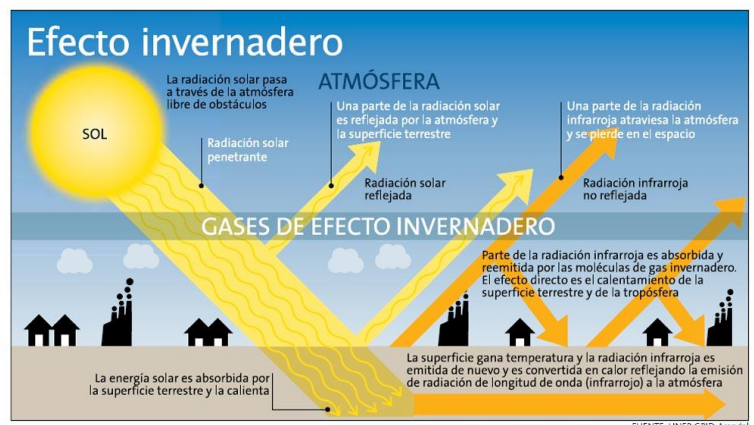 Efecto invernadero
La radiación solar pasa
a través de la atmósfera
libre de obstáculos
ATMÓSFERA
SOL
Radiación solar
penetrante
Una parte de la radiación solar
es reflejada por la atmósfera y
la superficie terrestre
Radiación solar
reflejada
Una parte de la radiación
infrarroja atraviesa la atmósfera
y se pierde en el espacio
Radiación infrarroja
no reflejada
GASES DE EFECTO INVERNADERO
Parte de la radiación infrarroja es absorbida y
reemitida por las moléculas de gas invernadero.
El efecto directo es el calentamiento de la
superficie terrestre y de la tropósfera
La superficie gana temperatura y la radiación infrarroja es
emitida de nuevo y es convertida en calor reflejando la emisión
de radiación de longitud de onda (infrarrojo) a la atmósfera
La energía solar es absorbida por
la superficie terrestre y la calienta